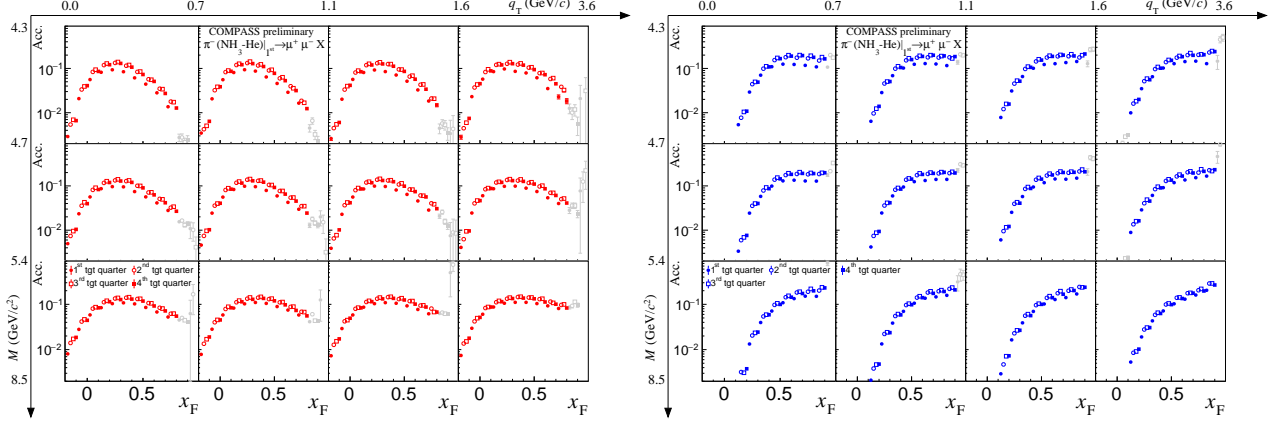 0.0 0.7 1.1 1.6 q_T (GeV/c) 3.6
4.3 Acc. COMPASS preliminary
π⁻(NH₃-He)|₁ˢᵗ→μ⁺ μ⁻ X
10⁻¹
10⁻²
4.7 Acc.
10⁻¹
10⁻²
5.4 Acc.
1ˢᵗ tgt quarter 2ⁿᵈ tgt quarter
3ʳᵈ tgt quarter 4ᵗʰ tgt quarter
10⁻¹
10⁻²
M (GeV/c²)
8.5
0 0.5 0 0.5 0 0.5 0 0.5
x_F x_F x_F x_F
0.0 0.7 1.1 1.6 q_T (GeV/c) 3.6
4.3 Acc. COMPASS preliminary
π⁻(NH₃-He)|₁ˢᵗ→μ⁺ μ⁻ X
10⁻¹
10⁻²
4.7 Acc.
10⁻¹
10⁻²
5.4 Acc.
1ˢᵗ tgt quarter 2ⁿᵈ tgt quarter 4ᵗʰ tgt quarter
3ʳᵈ tgt quarter
10⁻¹
10⁻²
M (GeV/c²)
8.5
0 0.5 0 0.5 0 0.5 0 0.5
x_F x_F x_F x_F